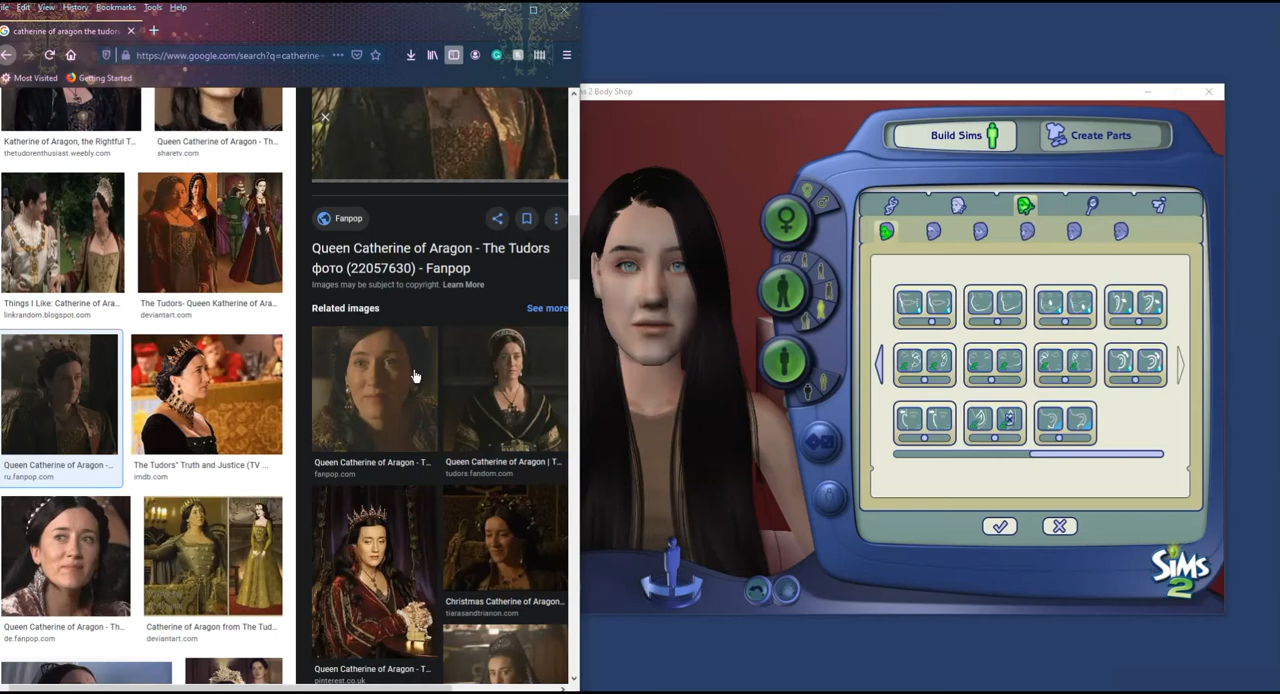 ile Edit View History Bookmarks Tools Help
catherine of aragon the tudors
https://www.google.com/search?q=catherine
Most Visited Getting Started
Katherine of Aragon, the Rightful T...
thetudorenthusiast.weebly.com
Queen Catherine of Aragon - Th...
sharetv.com
Things I Like: Catherine of Ara...
linkrandom.blogspot.com
The Tudors- Queen Katherine of Ara...
deviantart.com
Queen Catherine of Aragon -...
ru.fanpop.com
The Tudors" Truth and Justice (TV ...
imdb.com
Queen Catherine of Aragon - Th...
de.fanpop.com
Catherine of Aragon from The Tud...
deviantart.com
Fanpop
Queen Catherine of Aragon - The Tudors
фото (22057630) - Fanpop
Images may be subject to copyright. Learn More
Related images
See more
Queen Catherine of Aragon - T...
fanpop.com
Queen Catherine of Aragon | T...
tudors.fandom.com
Queen Catherine of Aragon - T...
pinterest.co.uk
Christmas Catherine of Aragon...
tiarasandtrianon.com
ms 2 Body Shop
Build Sims
Create Parts
SiMS
2